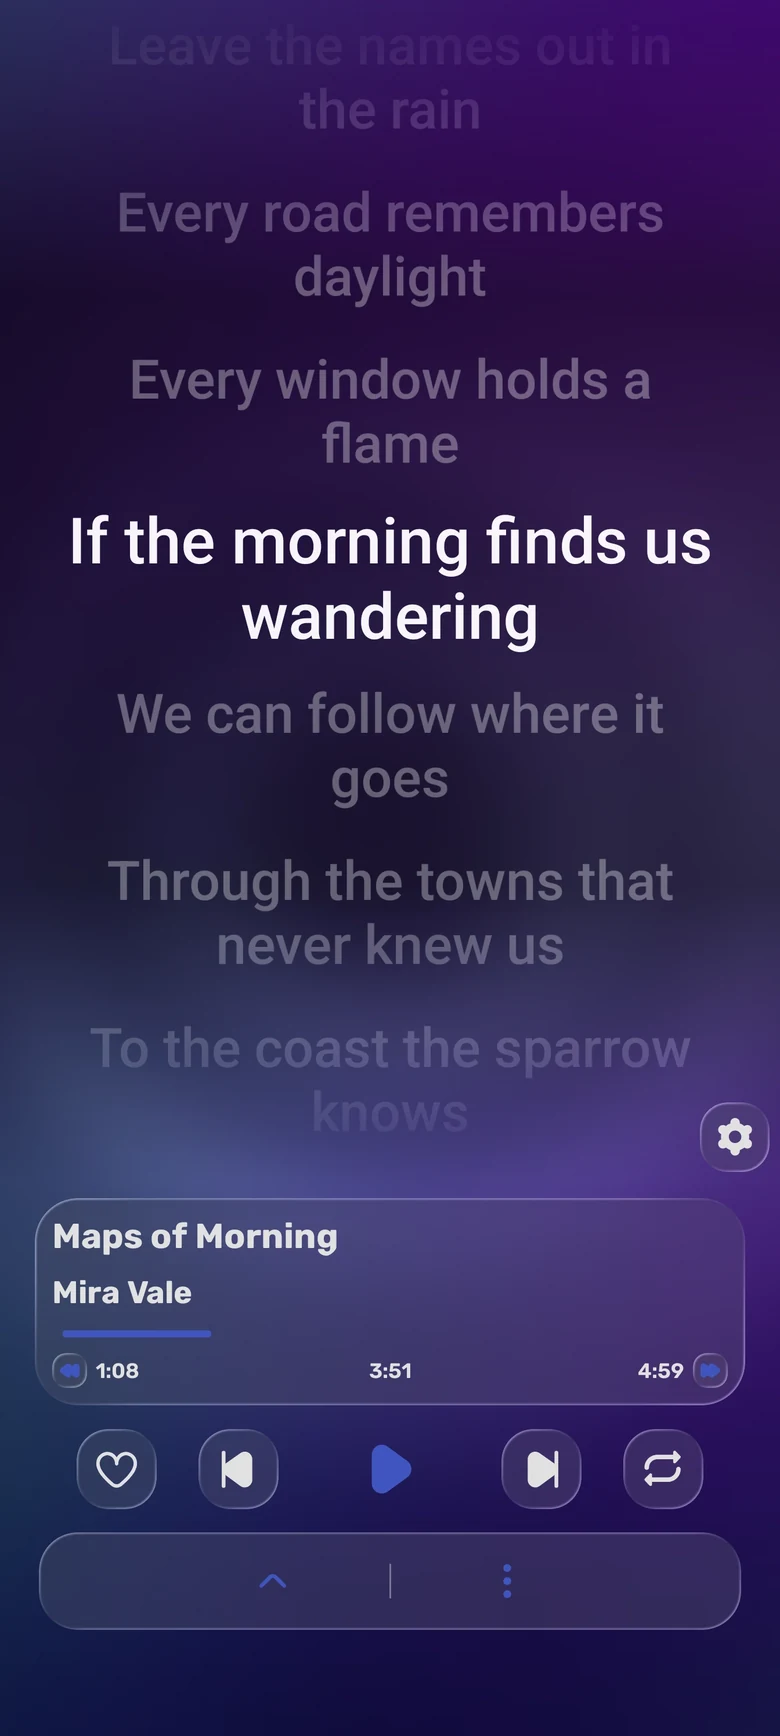 Leave the names out in
the rain
Every road remembers
daylight
Every window holds a
flame
If the morning finds us
wandering
We can follow where it
goes
Through the towns that
never knew us
To the coast the sparrow
knows
Maps of Morning
Mira Vale
1:08 3:51 4:59